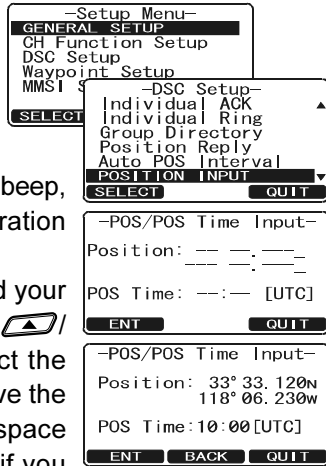 —Setup Menu—
GENERAL SETUP
CH Function Setup
DSC Setup
Waypoint Setup
MMSI S
SELECT
—DSC Setup—
Individual ACK
Individual Ring
Group Directory
Position Reply
Auto POS Interval
POSITION INPUT
SELECT QUIT
beep,
ration
—POS/POS Time Input—
Position: -- --.---_
--- --.---_
POS Time: --:-- [UTC]
ENT QUIT
d your
/
ct the
ve the
space
if you
—POS/POS Time Input—
Position: 33°33.120N
118°06.230W
POS Time:10:00[UTC]
ENT BACK QUIT